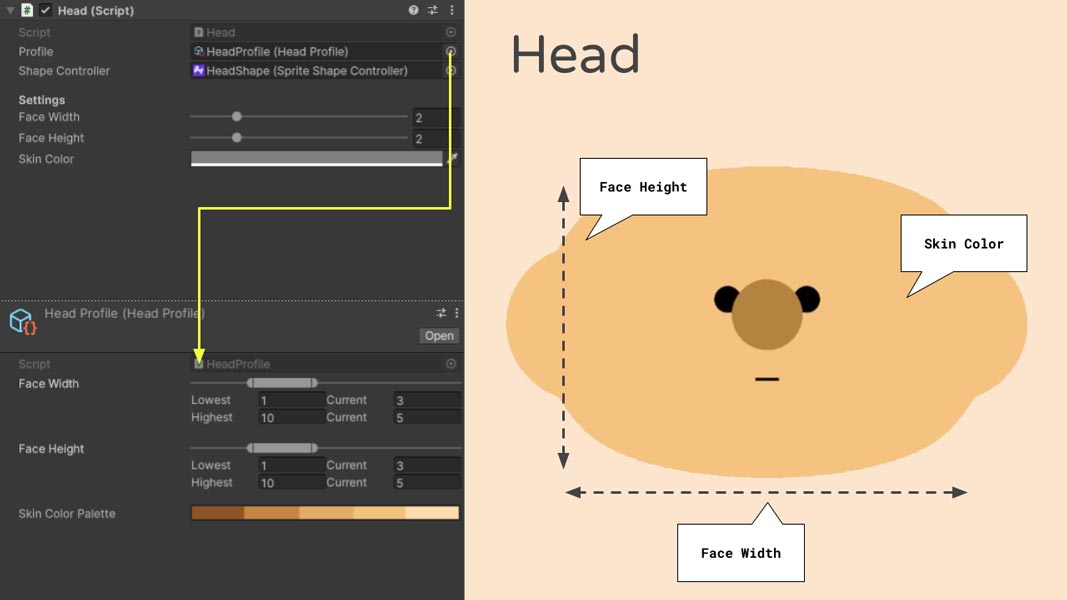 Head (Script)
Script Head
Profile HeadProfile (Head Profile)
Shape Controller HeadShape (Sprite Shape Controller)
Settings
Face Width 2
Face Height 2
Skin Color
Head Profile (Head Profile)
Open
Script HeadProfile
Face Width
Lowest 1 Current 3
Highest 10 Current 5
Face Height
Lowest 1 Current 3
Highest 10 Current 5
Skin Color Palette
Head
Face Height
Skin Color
Face Width